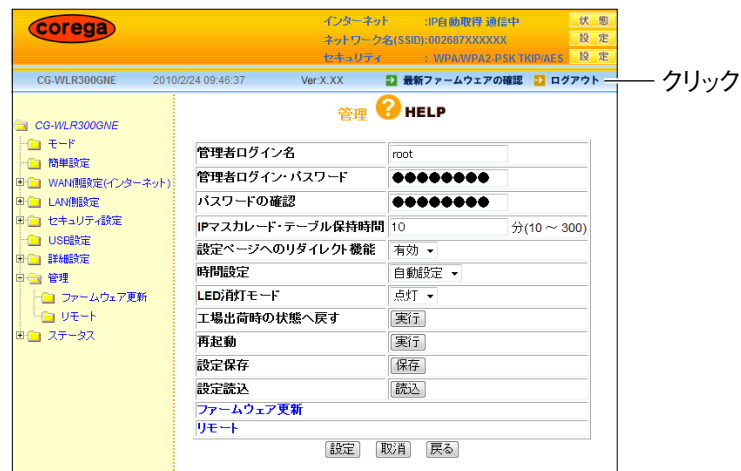 corega
インターネット :IP自動取得 通信中 状 態
ネットワーク名(SSID):002687XXXXXX 設 定
セキュリティ : WPA/WPA2-PSK TKIP/AES 設 定
CG-WLR300GNE 2010/2/24 09:46:37 Ver.X.XX 最新ファームウェアの確認 ログアウト
クリック
管理 ? HELP
CG-WLR300GNE
モード
簡単設定
WAN側設定(インターネット)
LAN側設定
セキュリティ設定
USB設定
詳細設定
管理
ファームウェア更新
リモート
ステータス
管理者ログイン名 root
管理者ログイン・パスワード ●●●●●●●●
パスワードの確認 ●●●●●●●●
IPマスカレード・テーブル保持時間 10 分(10 ~ 300)
設定ページへのリダイレクト機能 有効
時間設定 自動設定
LED消灯モード 点灯
工場出荷時の状態へ戻す 実行
再起動 実行
設定保存 保存
設定読込 読込
ファームウェア更新
リモート
設定 取消 戻る